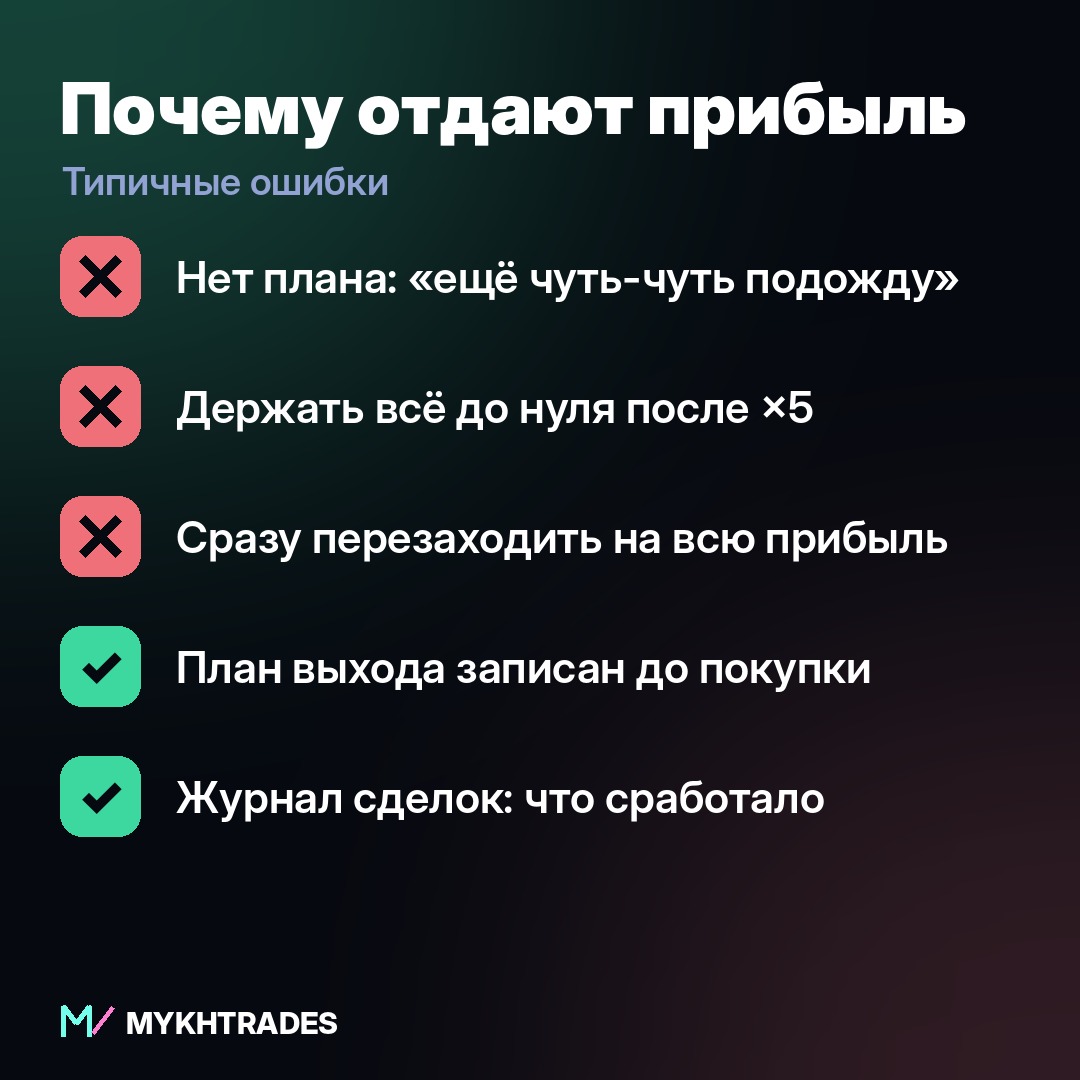 Почему отдают прибыль
Типичные ошибки
Нет плана: «ещё чуть-чуть подожду»
Держать всё до нуля после ×5
Сразу перезаходить на всю прибыль
План выхода записан до покупки
Журнал сделок: что сработало
MYKHTRADES